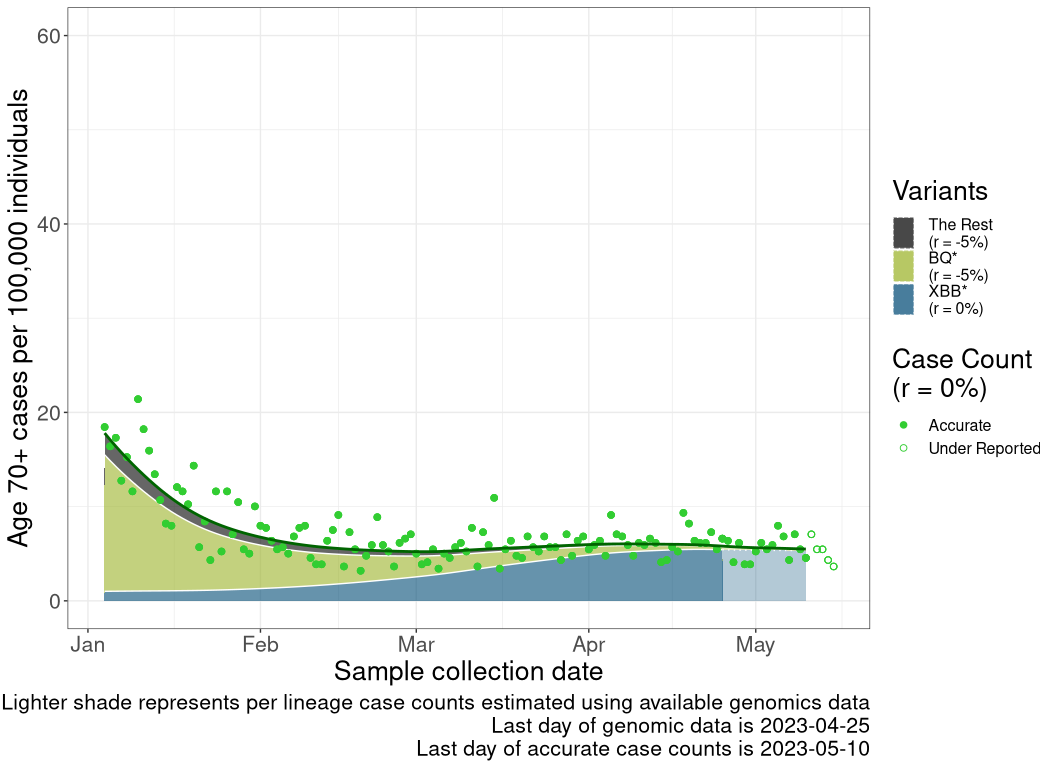 Age 70+ cases per 100,000 individuals
60
40
20
0
Jan Feb Mar Apr May
Sample collection date
Variants
The Rest
(r = -5%)
BQ*
(r = -5%)
XBB*
(r = 0%)
Case Count
(r = 0%)
Accurate
Under Reported
Lighter shade represents per lineage case counts estimated using available genomics data
Last day of genomic data is 2023-04-25
Last day of accurate case counts is 2023-05-10